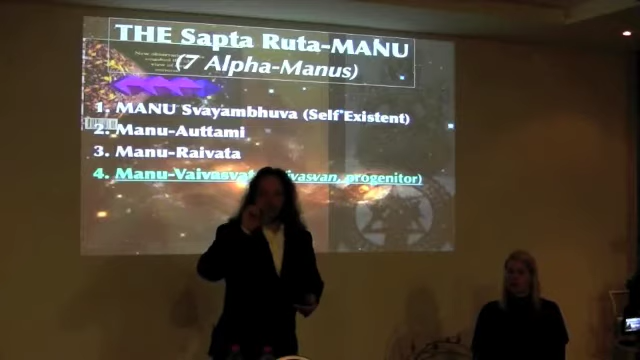 THE Sapta Ruta-MANU
(7 Alpha-Manus)
1. MANU Svayambhuva (Self Existent)
2. Manu-Auttami
3. Manu-Raivata
4. Manu-Vaivasvat progenitor)